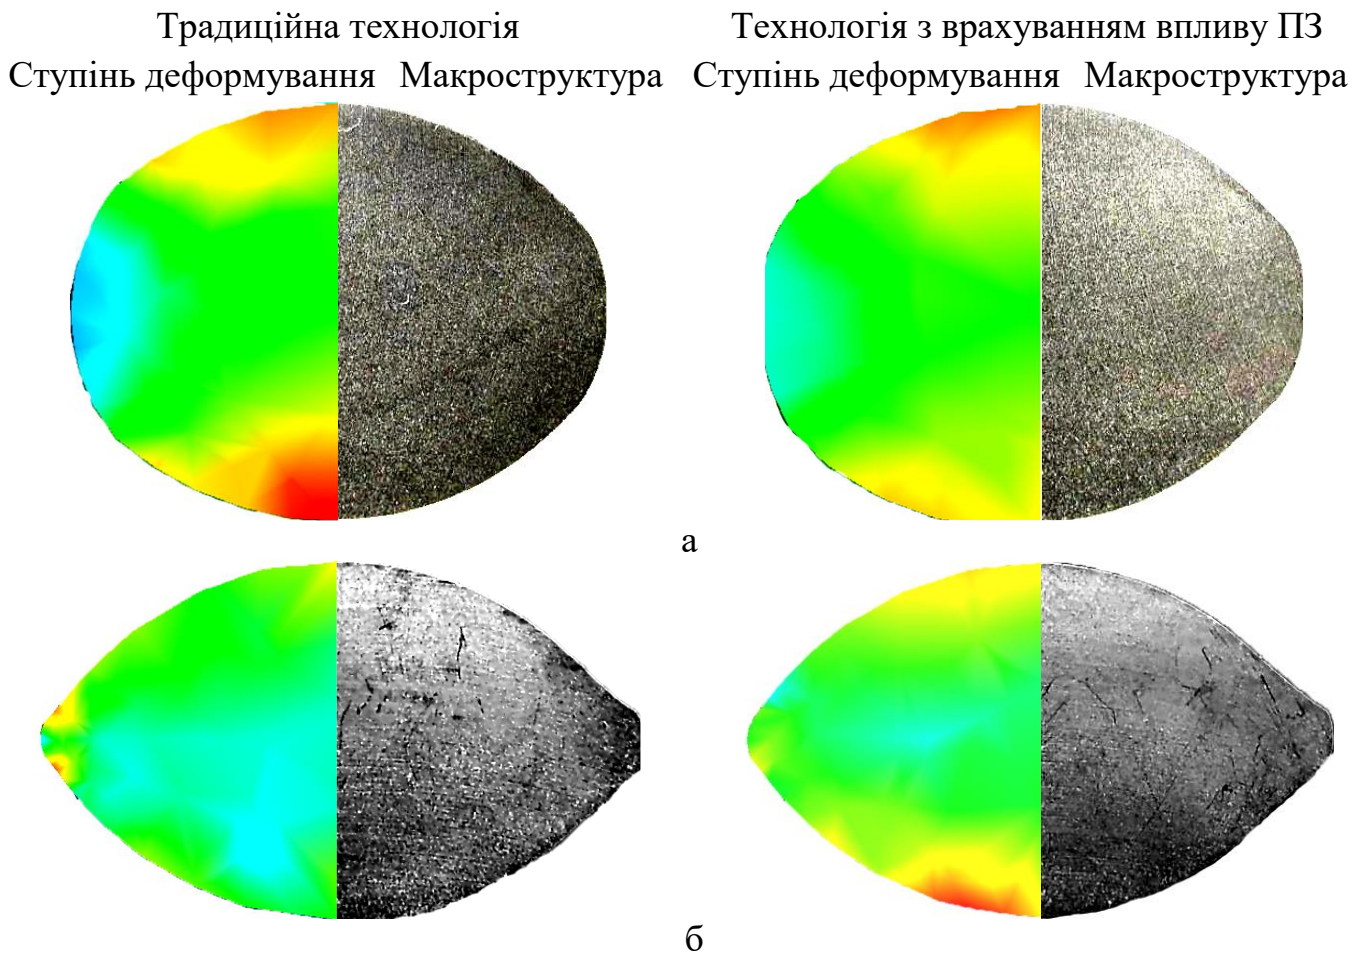 Традиційна технологія Технологія з врахуванням впливу ПЗ
Ступінь деформування Макроструктура Ступінь деформування Макроструктура
а
б